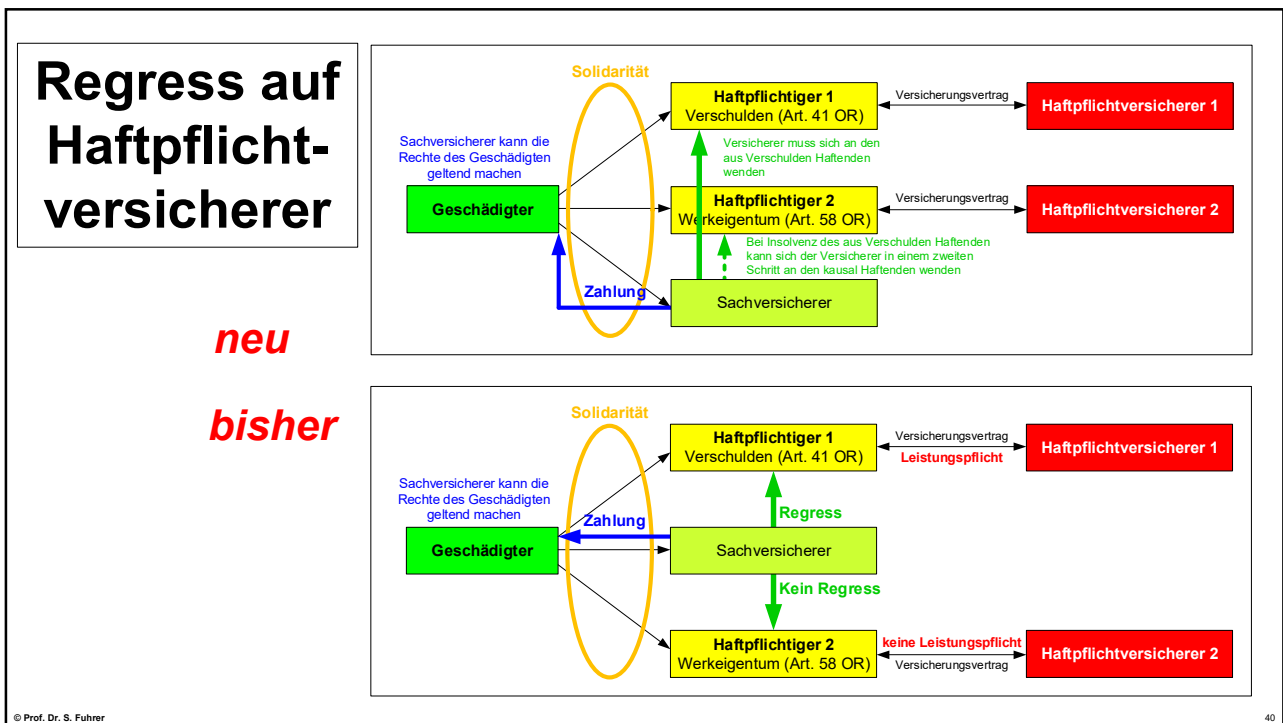 Regress auf
Haftpflicht-
versicherer
neu
bisher
Solidarität
Sachversicherer kann die
Rechte des Geschädigten
geltend machen
Geschädigter
Zahlung
Haftpflichtiger 1
Verschulden (Art. 41 OR)
Versicherer muss sich an den
aus Verschulden Haftenden
wenden
Haftpflichtiger 2
Werkeigentum (Art. 58 OR)
Bei Insolvenz des aus Verschulden Haftenden
kann sich der Versicherer in einem zweiten
Schritt an den kausal Haftenden wenden
Sachversicherer
Versicherungsvertrag
Haftpflichtversicherer 1
Versicherungsvertrag
Haftpflichtversicherer 2
Solidarität
Sachversicherer kann die
Rechte des Geschädigten
geltend machen
Geschädigter
Zahlung
Haftpflichtiger 1
Verschulden (Art. 41 OR)
Regress
Sachversicherer
Kein Regress
Haftpflichtiger 2
Werkeigentum (Art. 58 OR)
Versicherungsvertrag
Leistungspflicht
Haftpflichtversicherer 1
keine Leistungspflicht
Versicherungsvertrag
Haftpflichtversicherer 2
© Prof. Dr. S. Fuhrer
40